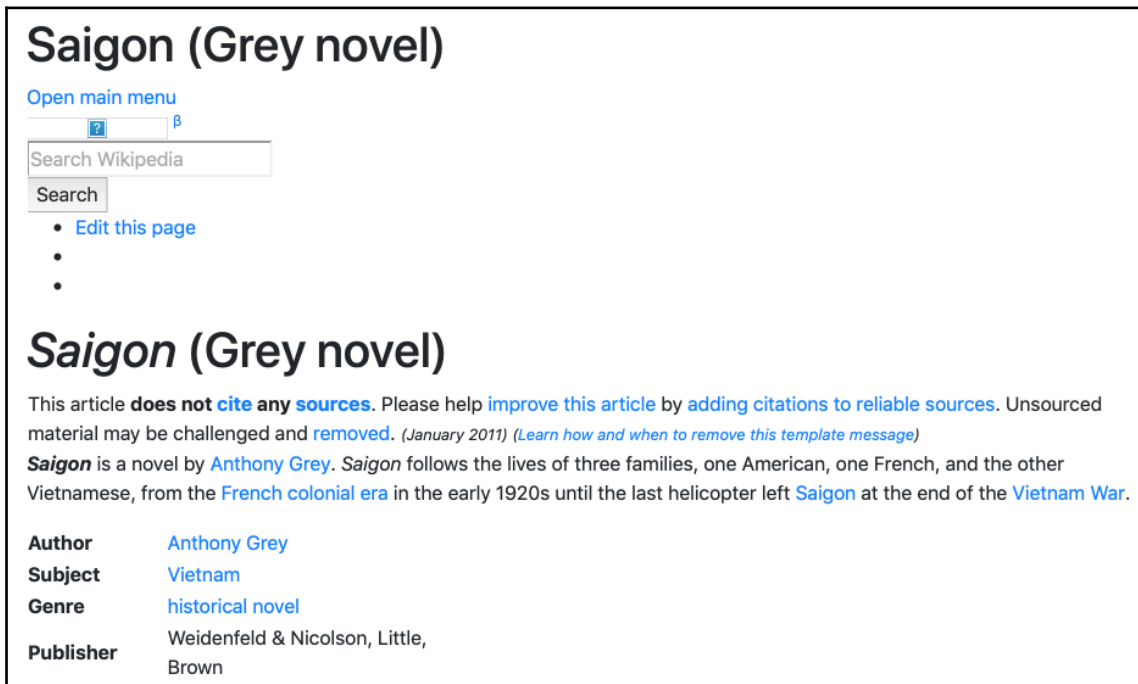 Saigon (Grey novel)
Open main menu
β
Search Wikipedia
Search
Edit this page
Saigon (Grey novel)
This article does not cite any sources. Please help improve this article by adding citations to reliable sources. Unsourced
material may be challenged and removed. (January 2011) (Learn how and when to remove this template message)
Saigon is a novel by Anthony Grey. Saigon follows the lives of three families, one American, one French, and the other
Vietnamese, from the French colonial era in the early 1920s until the last helicopter left Saigon at the end of the Vietnam War.
Author Anthony Grey
Subject Vietnam
Genre historical novel
Publisher Weidenfeld & Nicolson, Little,
Brown